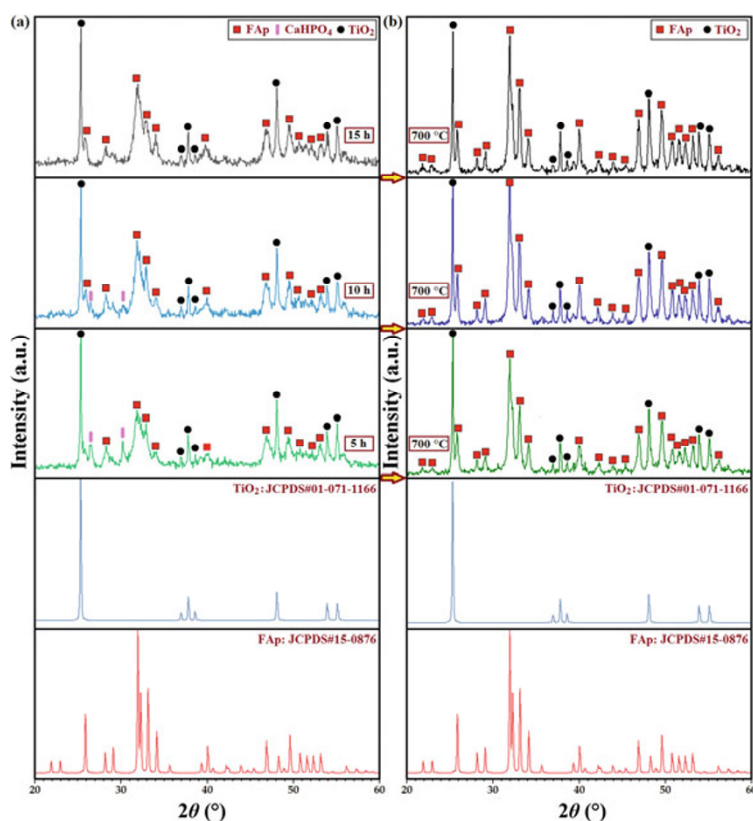 (a)
FAp CaHPO4 TiO2
15 h
10 h
5 h
TiO2: JCPDS#01-071-1166
FAp: JCPDS#15-0876
Intensity (a.u.)
20 30 40 50 60
2θ (°)
(b)
FAp TiO2
700 °C
700 °C
700 °C
TiO2: JCPDS#01-071-1166
FAp: JCPDS#15-0876
Intensity (a.u.)
20 30 40 50 60
2θ (°)